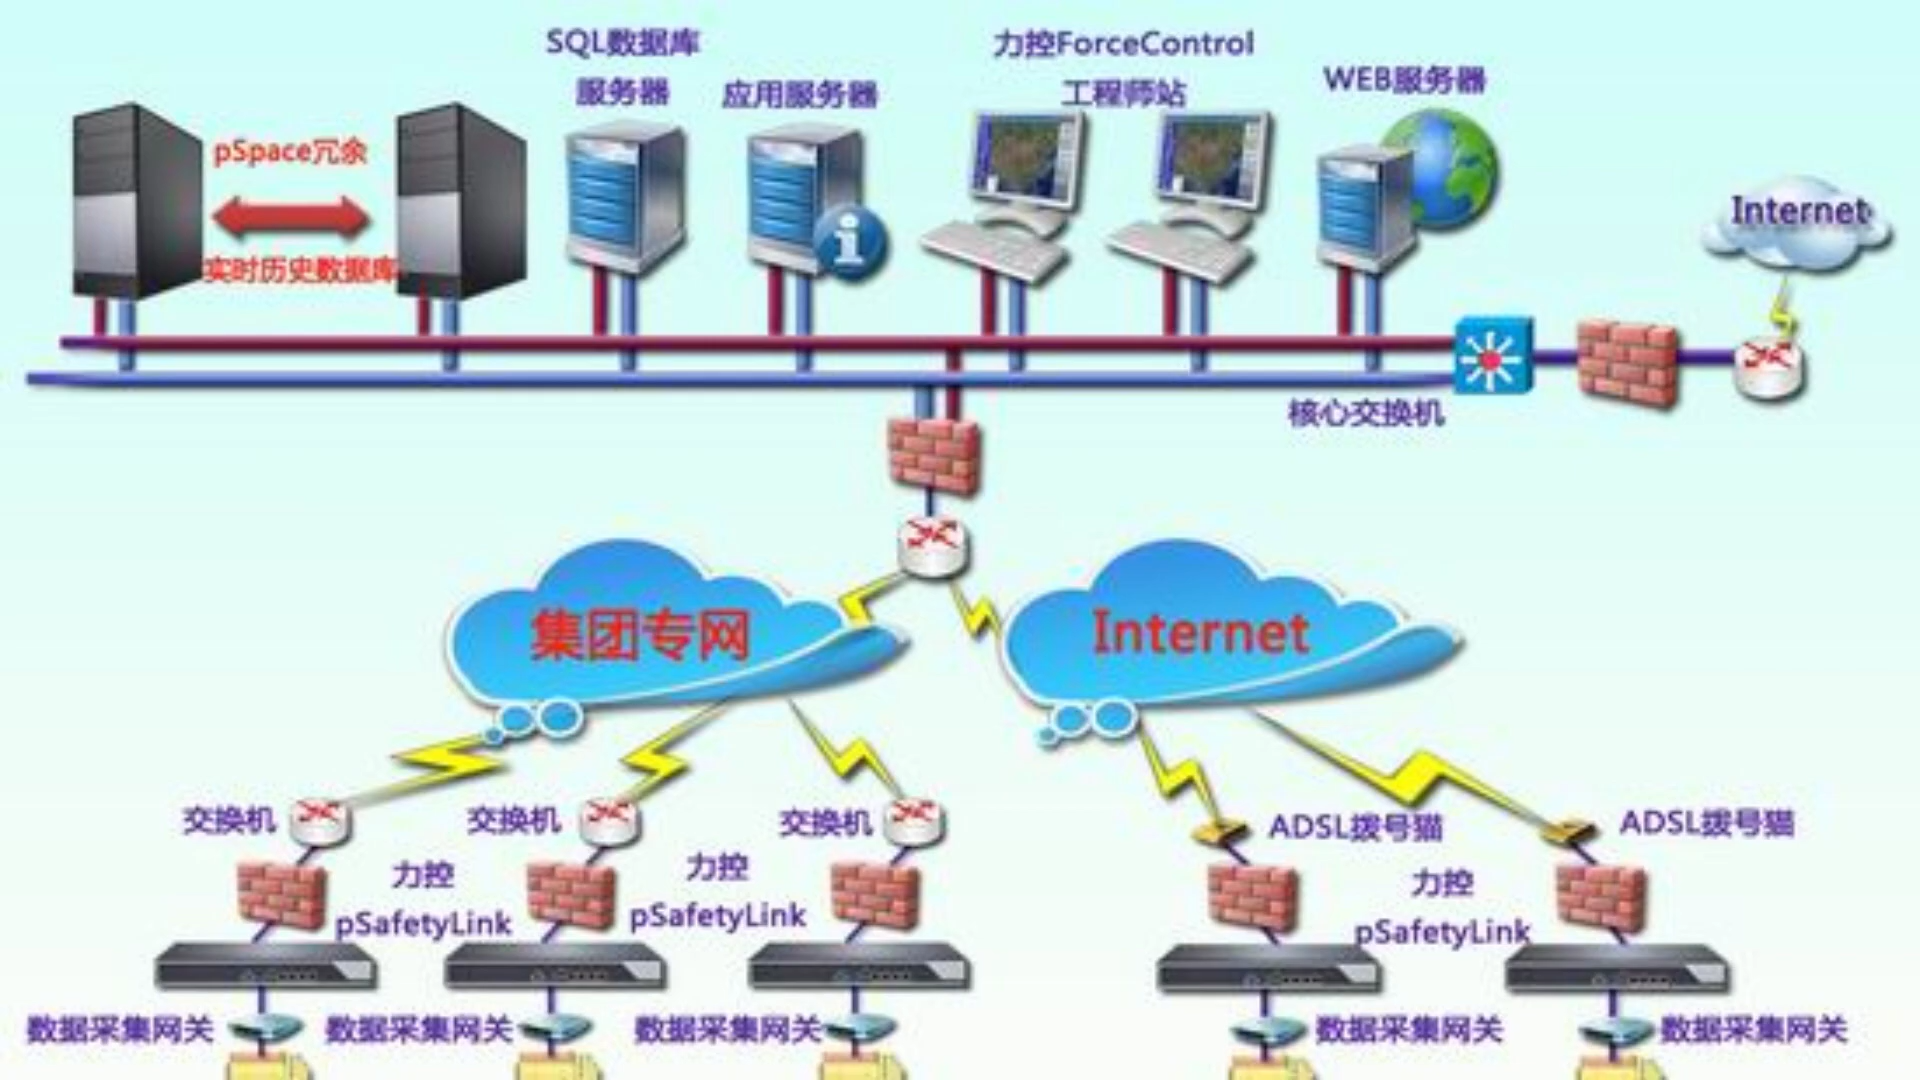 SQL数据库
服务器
应用服务器
力控ForceControl
工程师站
WEB服务器
pSpace冗余
实时历史数据库
Internet
核心交换机
集团专网
Internet
交换机
交换机
交换机
ADSL拨号猫
ADSL拨号猫
力控
pSafetyLink
力控
pSafetyLink
力控
pSafetyLink
数据采集网关
数据采集网关
数据采集网关
数据采集网关
数据采集网关